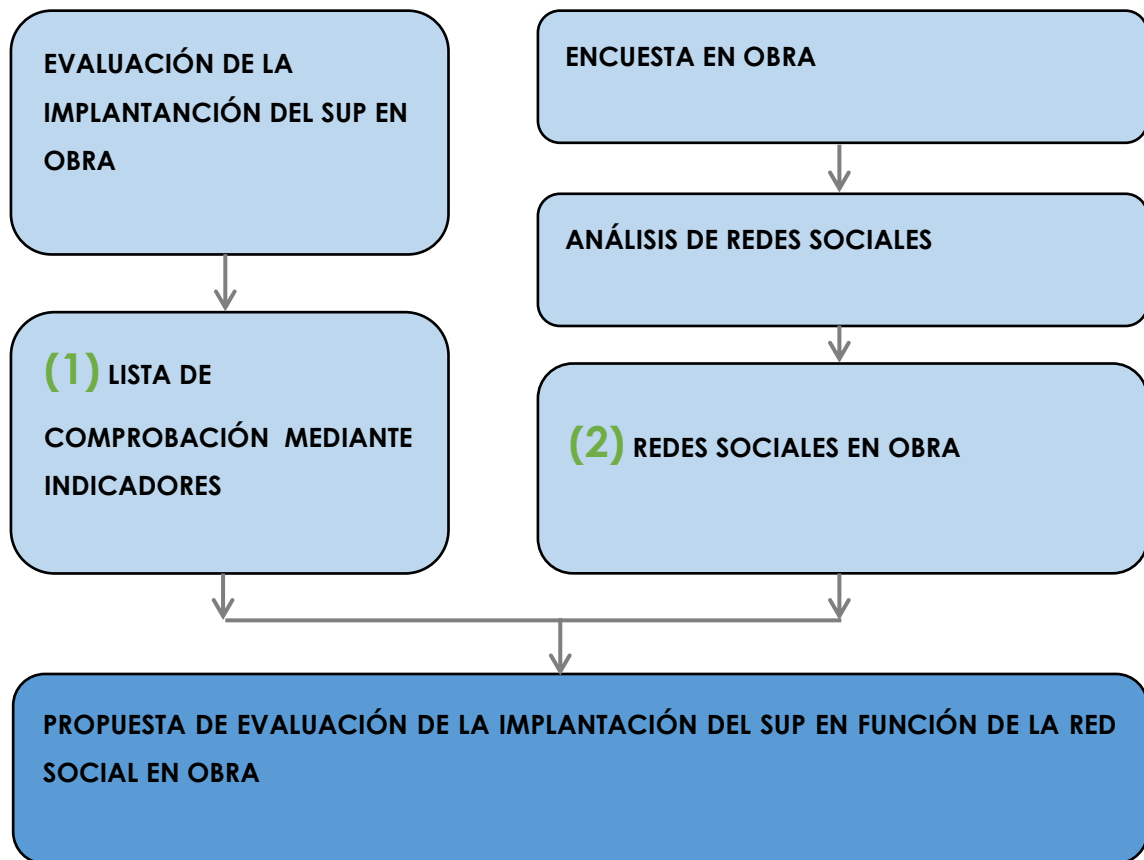 EVALUACIÓN DE LA
IMPLANTANCIÓN DEL SUP EN
OBRA
(1) LISTA DE
COMPROBACIÓN MEDIANTE
INDICADORES
ENCUESTA EN OBRA
ANÁLISIS DE REDES SOCIALES
(2) REDES SOCIALES EN OBRA
PROPUESTA DE EVALUACIÓN DE LA IMPLANTACIÓN DEL SUP EN FUNCIÓN DE LA RED
SOCIAL EN OBRA